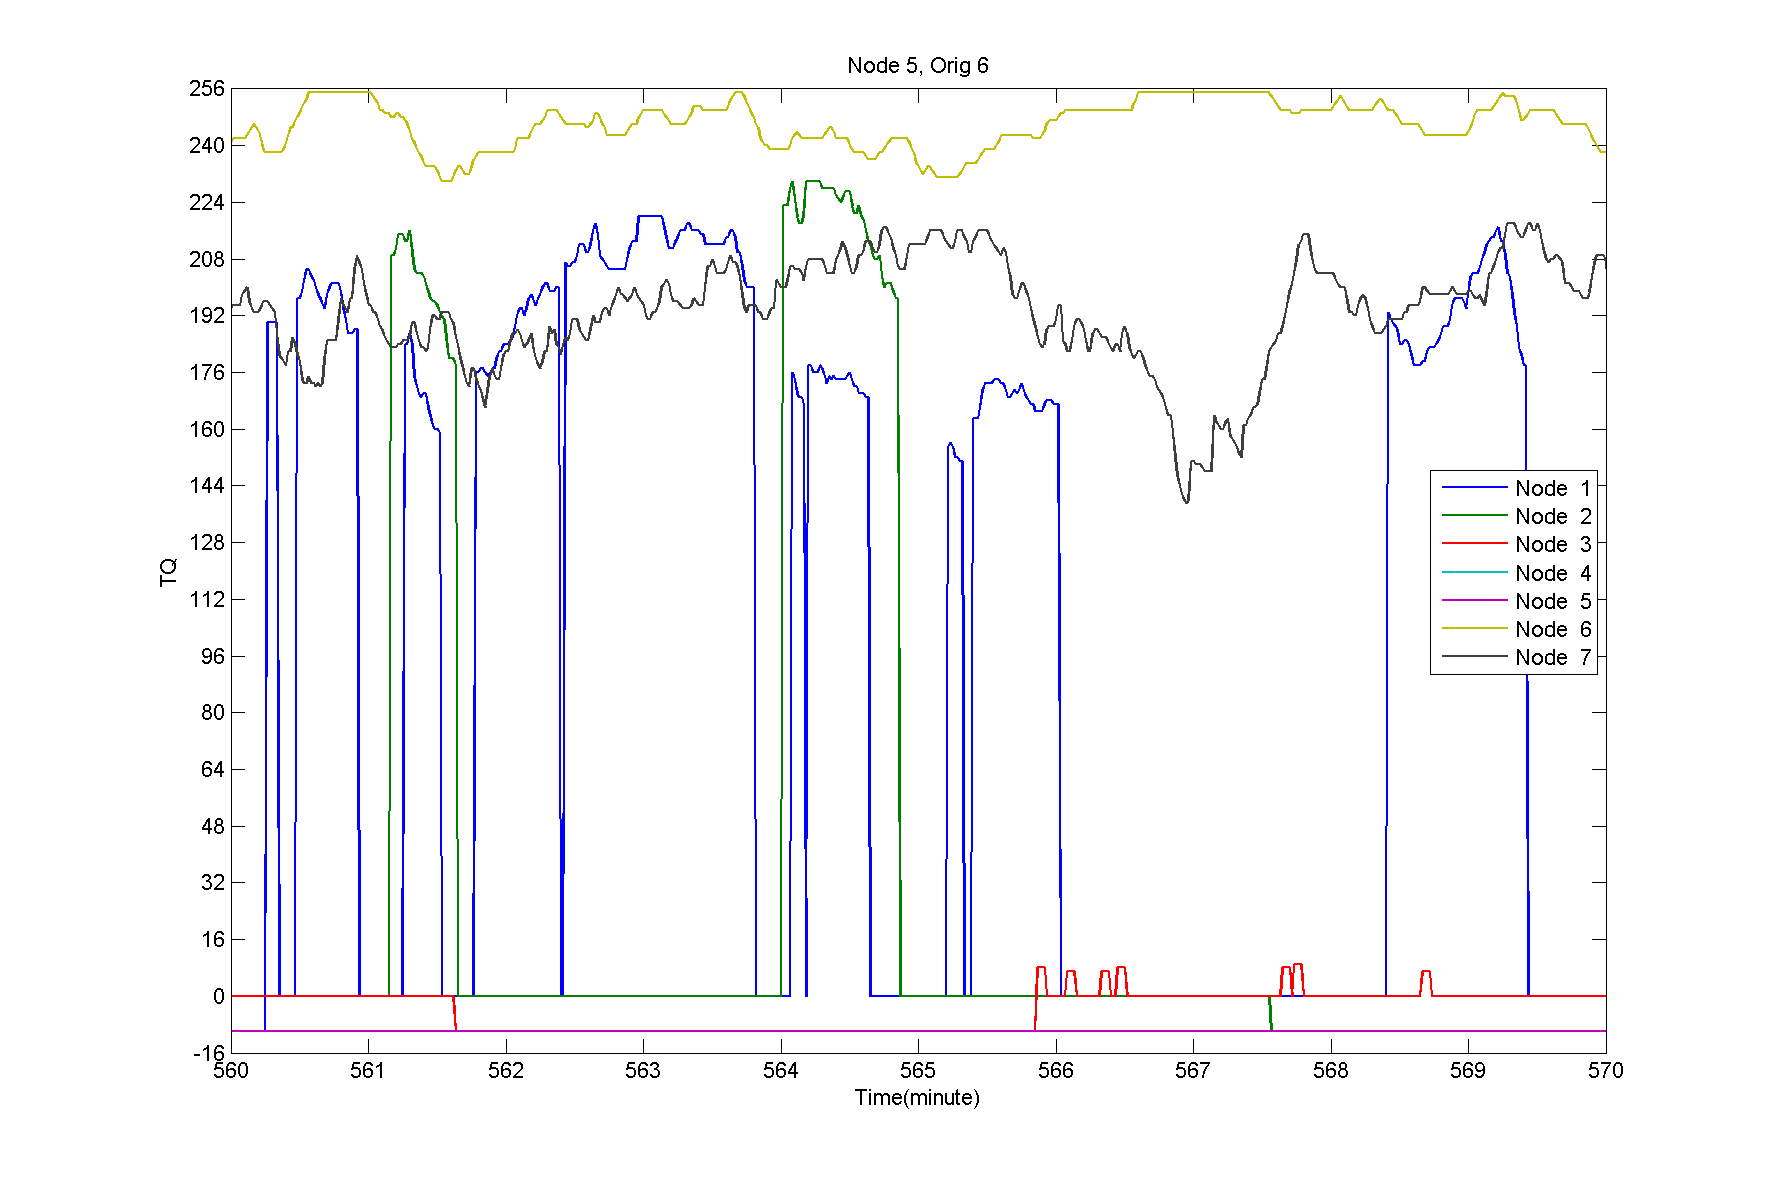 Node 5, Orig 6
256
240
224
208
192
176
160
144
128
112
96
80
64
48
32
16
0
-16
TQ
Node 1
Node 2
Node 3
Node 4
Node 5
Node 6
Node 7
560 561 562 563 564 565 566 567 568 569 570
Time(minute)